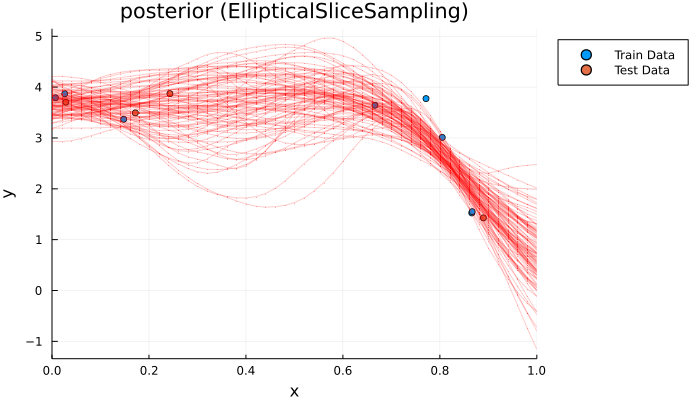 posterior (EllipticalSliceSampling)
Train Data
Test Data
5
4
3
2
1
0
−1
y
0.0 0.2 0.4 0.6 0.8 1.0
x